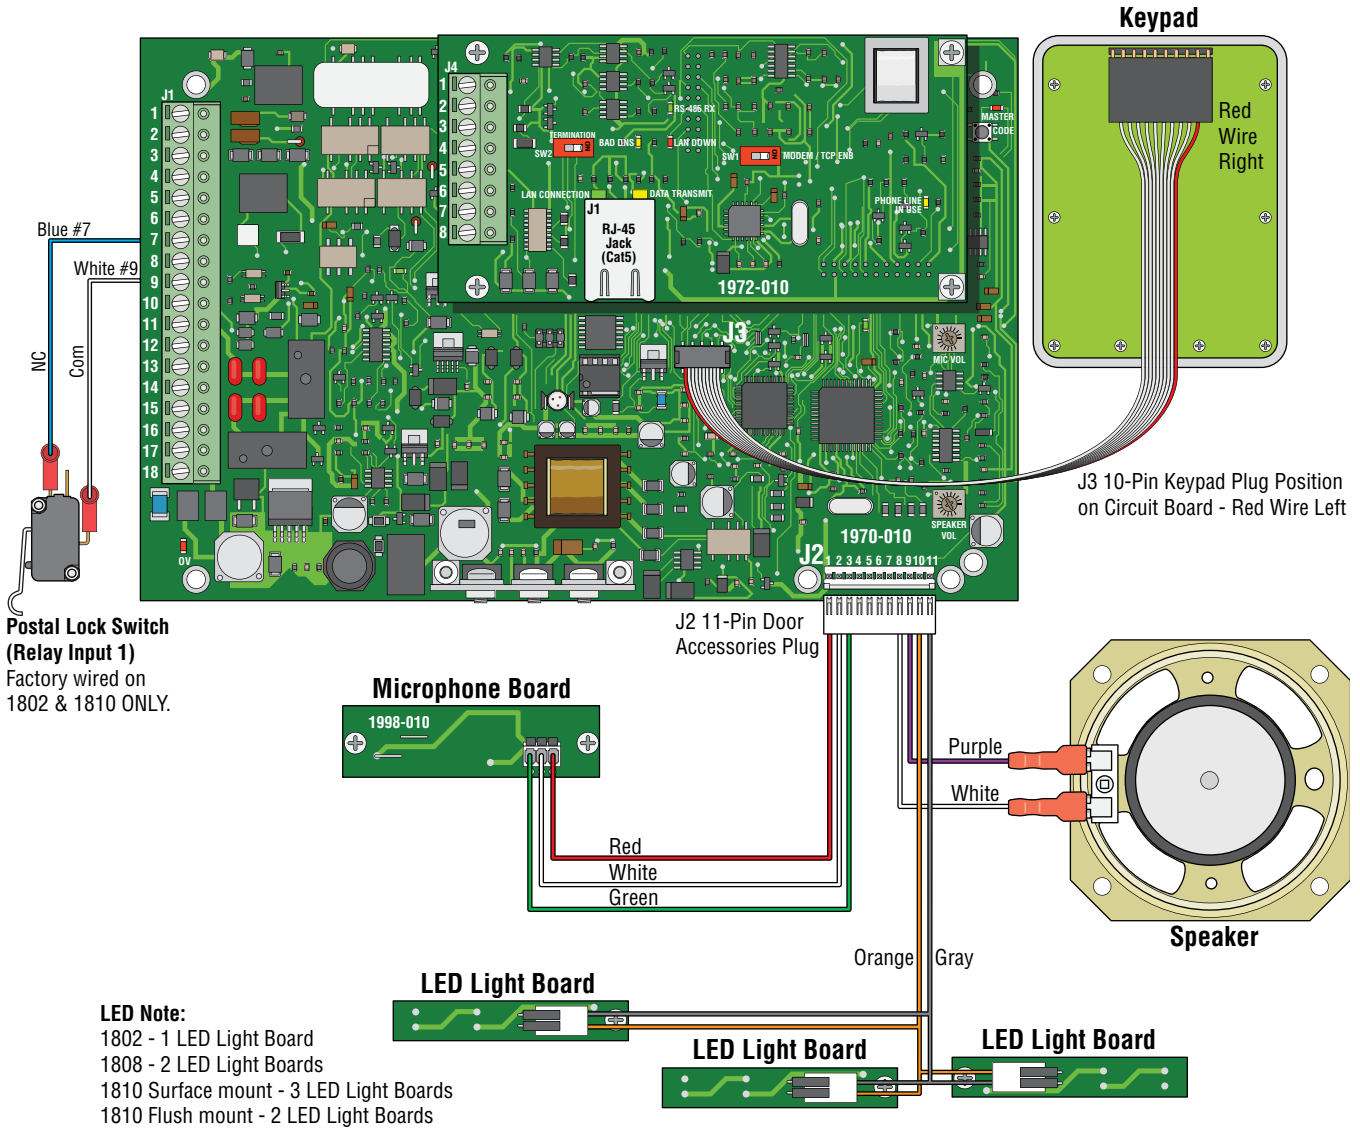 Keypad
J1
1
2
3
4
5
6
7
8
9
10
11
12
13
14
15
16
17
18
J4
1
2
3
4
5
6
7
8
RS-485 RX
TERMINATION
SW2
NO
BAD DNS
LAN DOWN
SW1
NO
MODEM / TCP ENB
LAN CONNECTION
DATA TRANSMIT
PHONE LINE
IN USE
J1
RJ-45
Jack
(Cat5)
1972-010
MASTER
CODE
Red
Wire
Right
Blue #7
White #9
NC
Com
J3
MIC VOL
J3 10-Pin Keypad Plug Position
on Circuit Board - Red Wire Left
SPEAKER
VOL
1970-010
J2
1 2 3 4 5 6 7 8 9 10 11
OV
Postal Lock Switch
(Relay Input 1)
Factory wired on
1802 & 1810 ONLY.
J2 11-Pin Door
Accessories Plug
Microphone Board
1998-010
Purple
White
Red
White
Green
Speaker
Orange
Gray
LED Light Board
LED Light Board
LED Light Board
LED Note:
1802 - 1 LED Light Board
1808 - 2 LED Light Boards
1810 Surface mount - 3 LED Light Boards
1810 Flush mount - 2 LED Light Boards